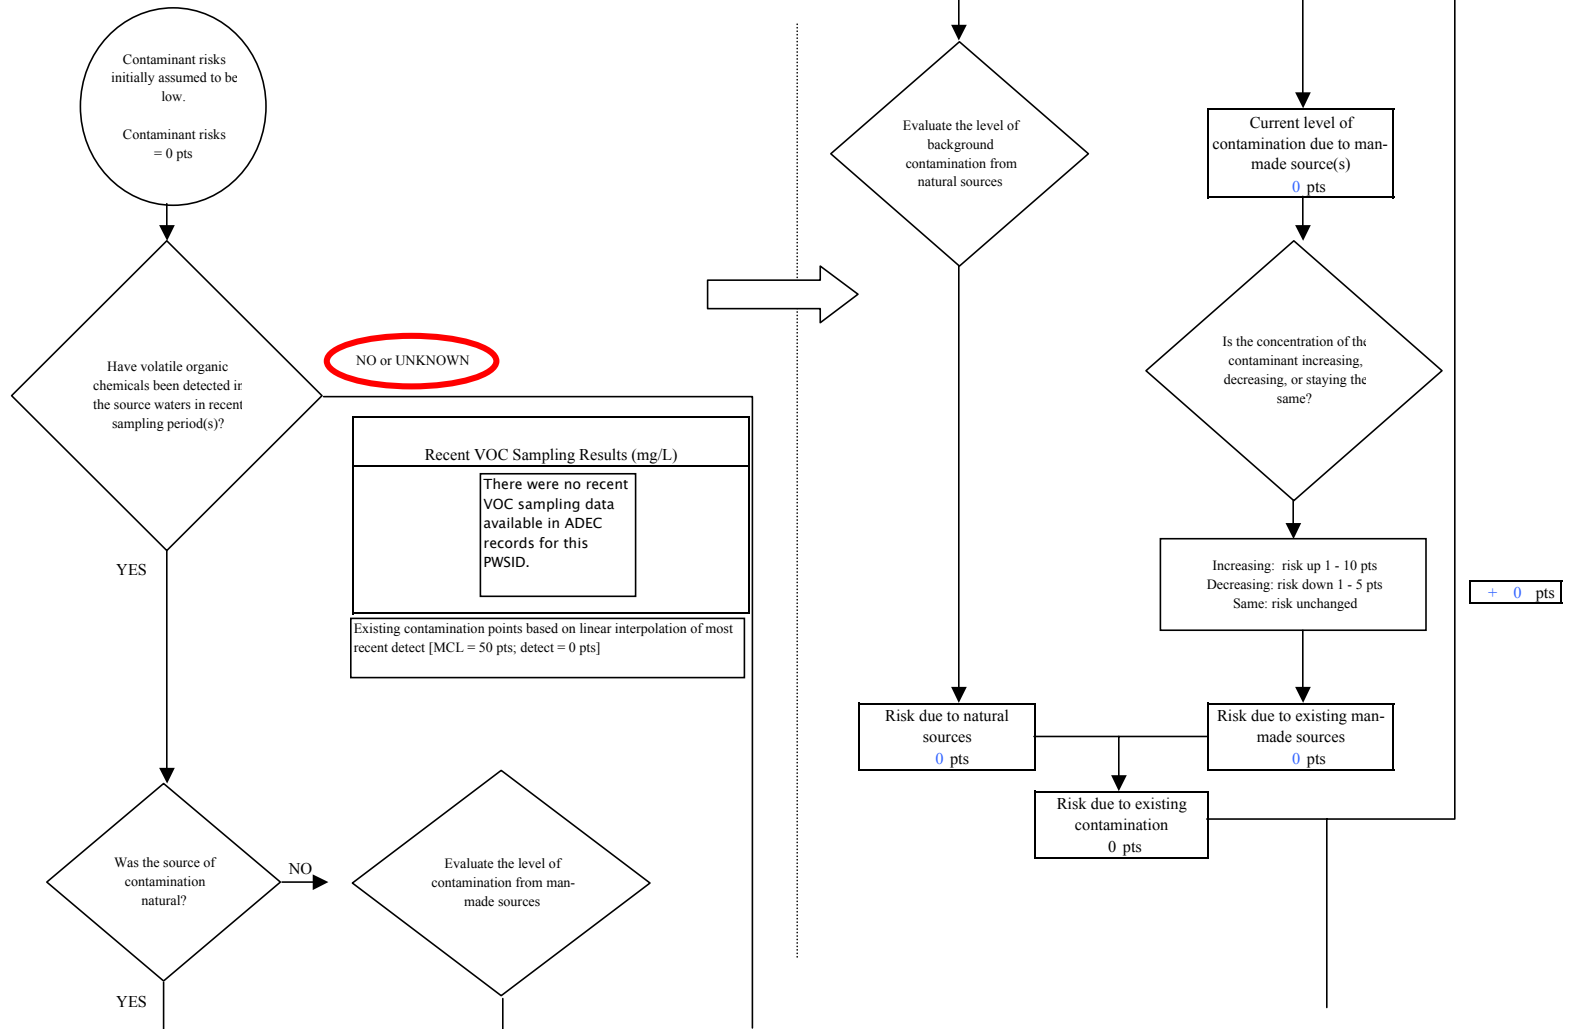 Contaminant risks
initially assumed to be
low.
Contaminant risks
= 0 pts
Have volatile organic
chemicals been detected in
the source waters in recent
sampling period(s)?
NO or UNKNOWN
Recent VOC Sampling Results (mg/L)
There were no recent
VOC sampling data
available in ADEC
records for this
PWSID.
Existing contamination points based on linear interpolation of most
recent detect [MCL = 50 pts; detect = 0 pts]
YES
Was the source of
contamination
natural?
NO
Evaluate the level of
contamination from man-
made sources
YES
Evaluate the level of
background
contamination from
natural sources
Current level of
contamination due to man-
made source(s)
0 pts
Is the concentration of the
contaminant increasing,
decreasing, or staying the
same?
Increasing: risk up 1 - 10 pts
Decreasing: risk down 1 - 5 pts
Same: risk unchanged
+ 0 pts
Risk due to natural
sources
0 pts
Risk due to existing man-
made sources
0 pts
Risk due to existing
contamination
0 pts